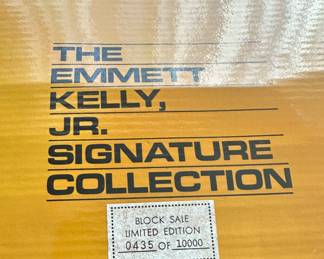 THE
EMMETT
KELLY,
JR.
SIGNATURE
COLLECTION
BLOCK SALE
LIMITED EDITION
0435 OF 10000